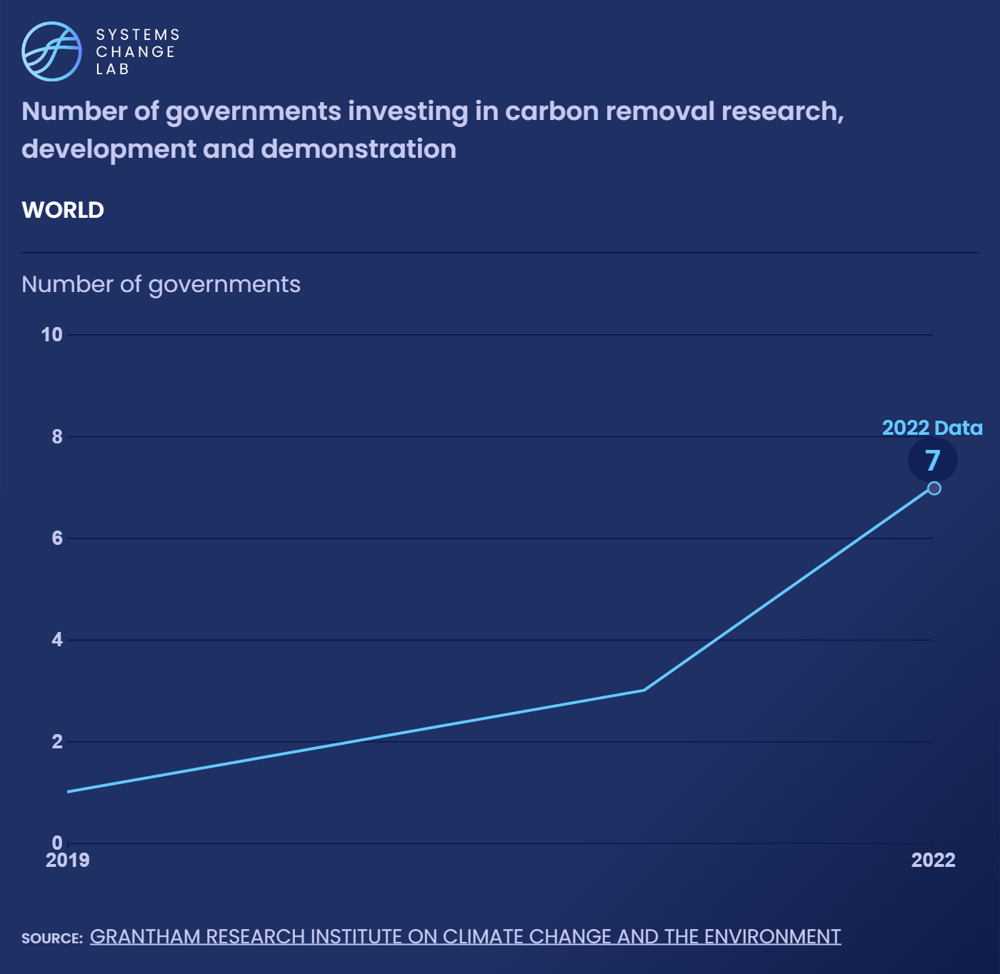 SYSTEMS
CHANGE
LAB
Number of governments investing in carbon removal research,
development and demonstration
WORLD
Number of governments
10
8
6
4
2
0
2022 Data
7
2019
2022
SOURCE: GRANTHAM RESEARCH INSTITUTE ON CLIMATE CHANGE AND THE ENVIRONMENT